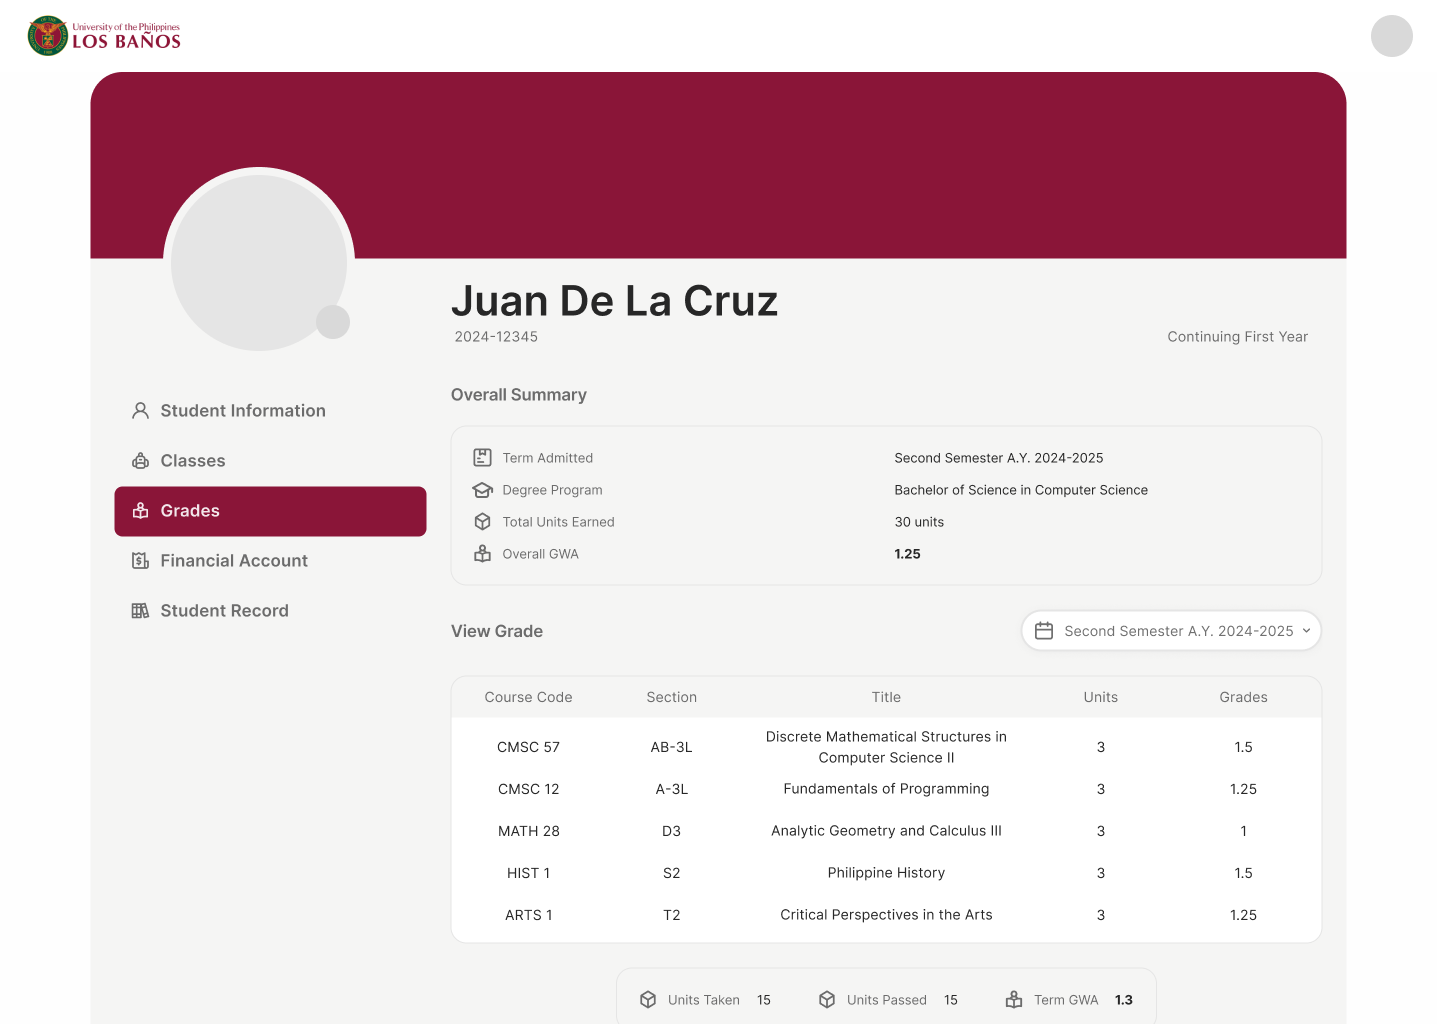 University of the Philippines
LOS BAÑOS
Juan De La Cruz
2024-12345
Continuing First Year
Student Information
Classes
Grades
Financial Account
Student Record
Overall Summary
Term Admitted Second Semester A.Y. 2024-2025
Degree Program Bachelor of Science in Computer Science
Total Units Earned 30 units
Overall GWA 1.25
View Grade
Second Semester A.Y. 2024-2025
Course Code Section Title Units Grades
CMSC 57 AB-3L Discrete Mathematical Structures in
Computer Science II 3 1.5
CMSC 12 A-3L Fundamentals of Programming 3 1.25
MATH 28 D3 Analytic Geometry and Calculus III 3 1
HIST 1 S2 Philippine History 3 1.5
ARTS 1 T2 Critical Perspectives in the Arts 3 1.25
Units Taken 15 Units Passed 15 Term GWA 1.3